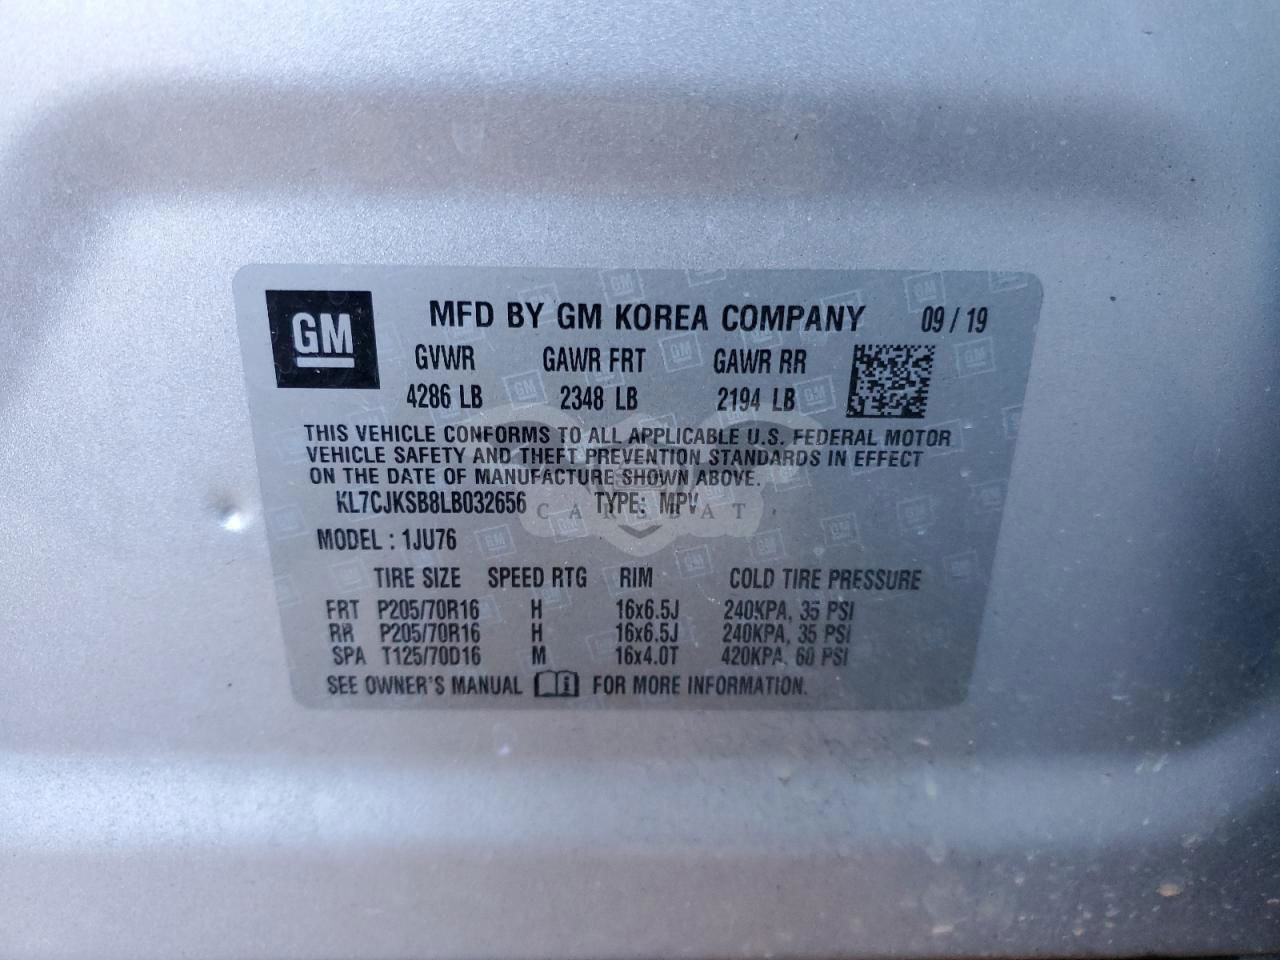 GM
MFD BY GM KOREA COMPANY 09 / 19
GVWR GAWR FRT GAWR RR
4286 LB 2348 LB 2194 LB
THIS VEHICLE CONFORMS TO ALL APPLICABLE U.S. FEDERAL MOTOR
VEHICLE SAFETY AND THEFT PREVENTION STANDARDS IN EFFECT
ON THE DATE OF MANUFACTURE SHOWN ABOVE.
KL7CJKSB8LB032656 TYPE: MPV
MODEL : 1JU76
TIRE SIZE SPEED RTG RIM COLD TIRE PRESSURE
FRT P205/70R16 H 16x6.5J 240KPA, 35 PSI
RR P205/70R16 H 16x6.5J 240KPA, 35 PSI
SPA T125/70D16 M 16x4.0T 420KPA, 60 PSI
SEE OWNER'S MANUAL FOR MORE INFORMATION.